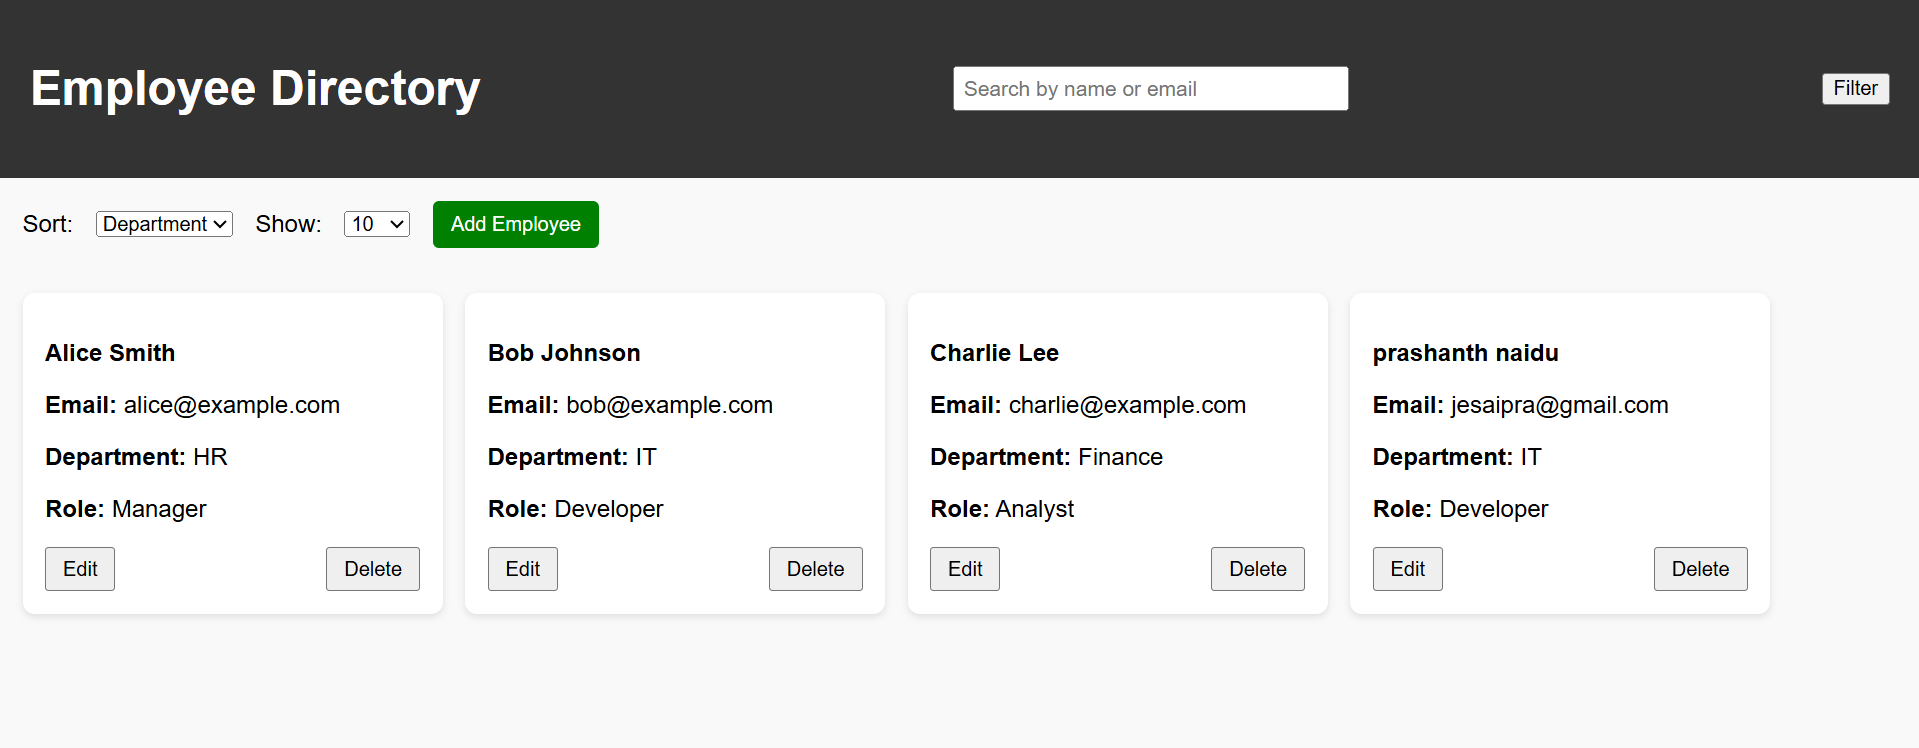 Employee Directory
Search by name or email
Filter
Sort: Department Show: 10 Add Employee
Alice Smith
Email: alice@example.com
Department: HR
Role: Manager
Edit Delete
Bob Johnson
Email: bob@example.com
Department: IT
Role: Developer
Edit Delete
Charlie Lee
Email: charlie@example.com
Department: Finance
Role: Analyst
Edit Delete
prashanth naidu
Email: jesaipra@gmail.com
Department: IT
Role: Developer
Edit Delete